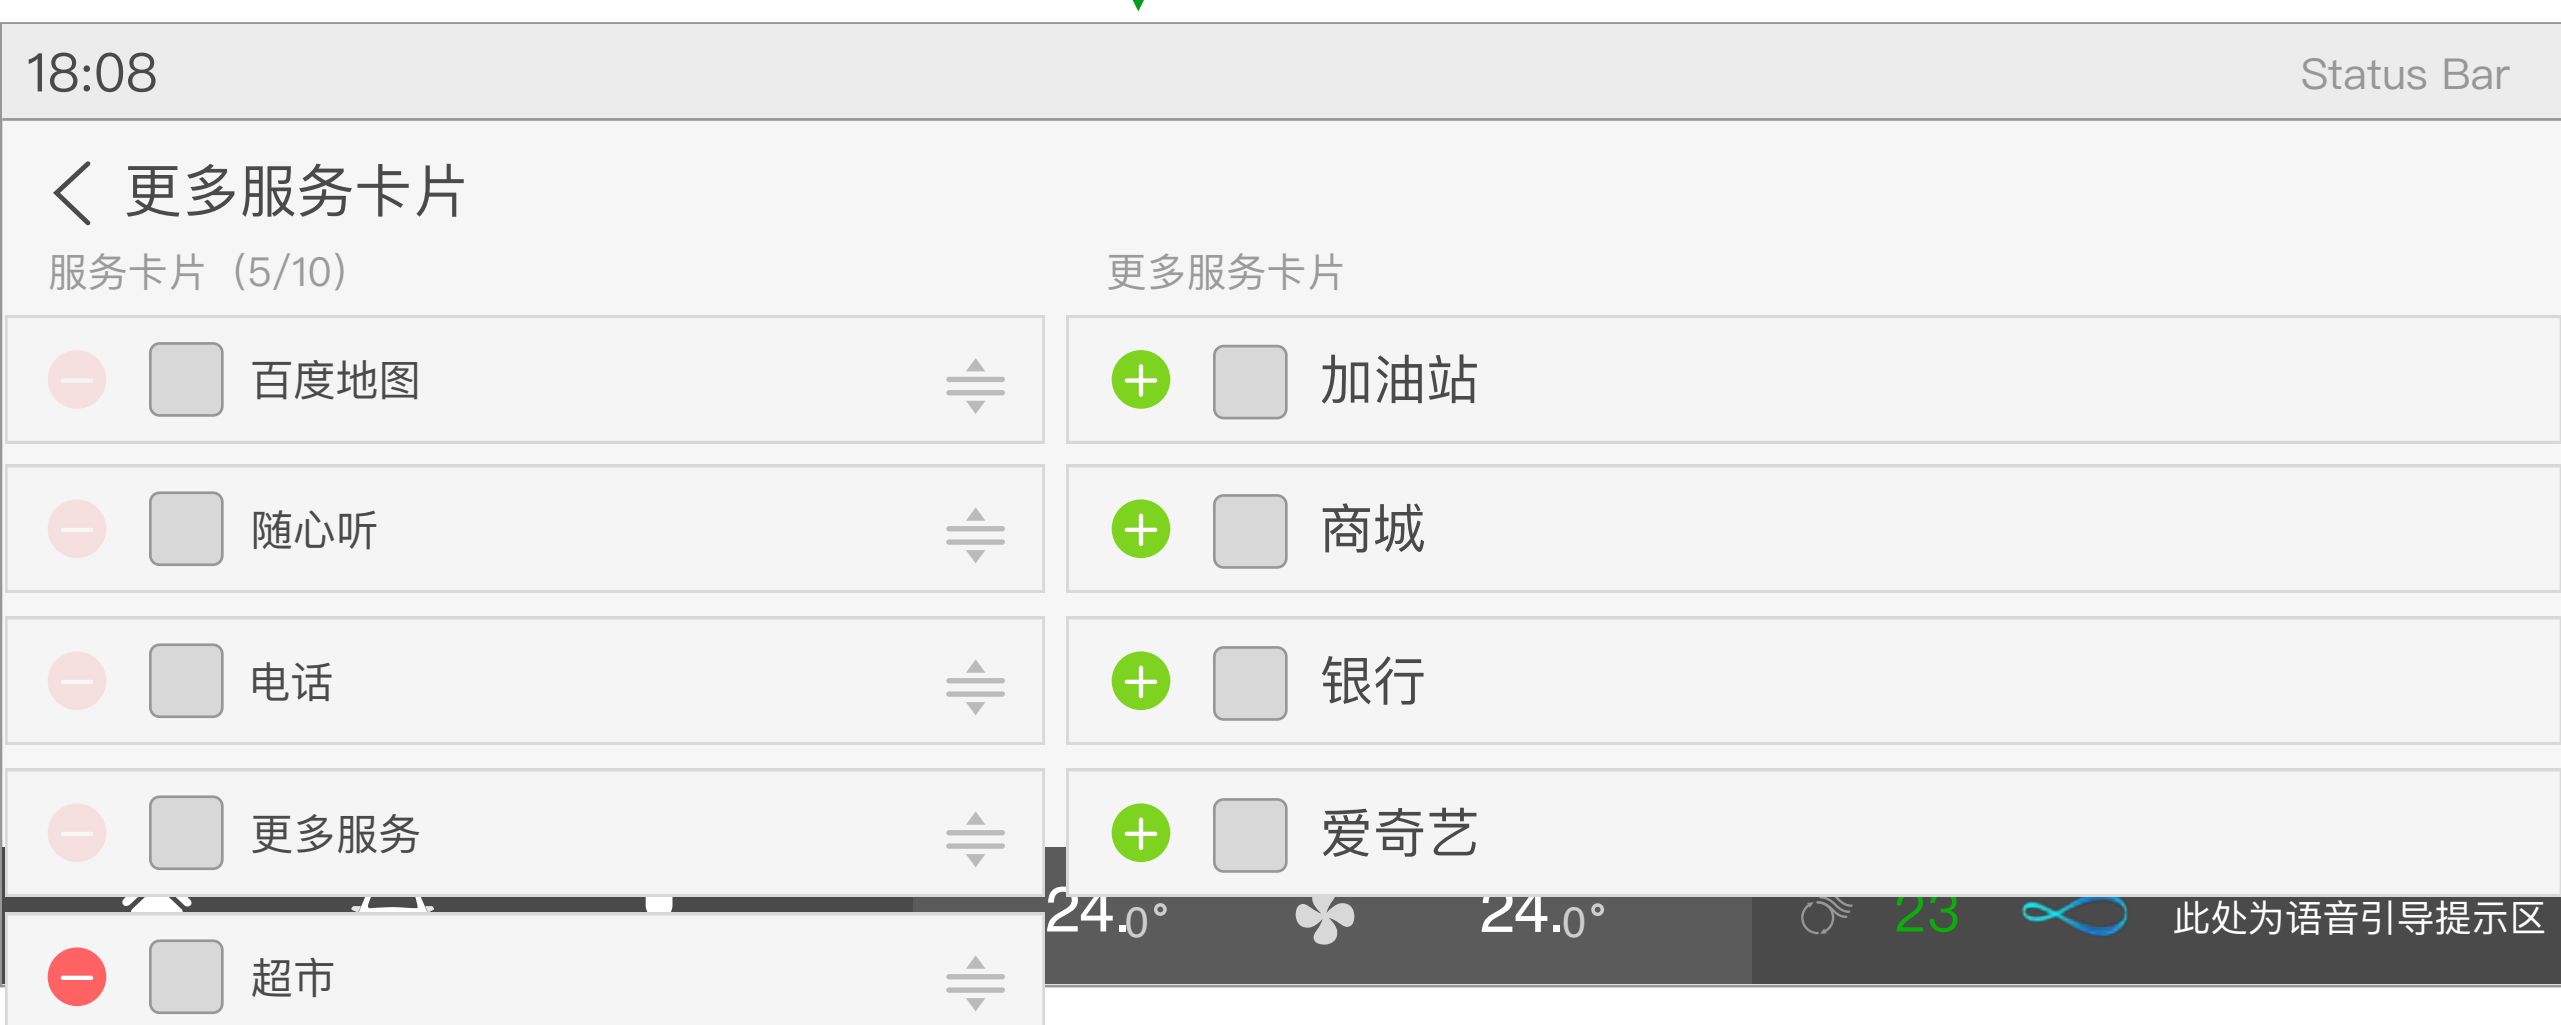 18:08
Status Bar
更多服务卡片
服务卡片（5/10）
更多服务卡片
百度地图
加油站
随心听
商城
电话
银行
更多服务
爱奇艺
24.0°
24.0°
23
此处为语音引导提示区
超市